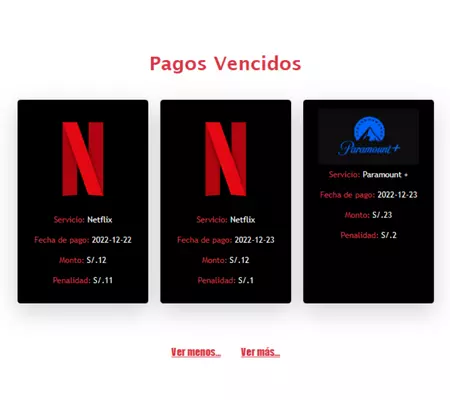 Pagos Vencidos
Servicio: Netflix
Fecha de pago: 2022-12-22
Monto: S/.12
Penalidad: S/.11
Servicio: Netflix
Fecha de pago: 2022-12-23
Monto: S/.12
Penalidad: S/.1
Paramount+
Servicio: Paramount +
Fecha de pago: 2022-12-23
Monto: S/.23
Penalidad: S/.2
Ver menos... Ver más...